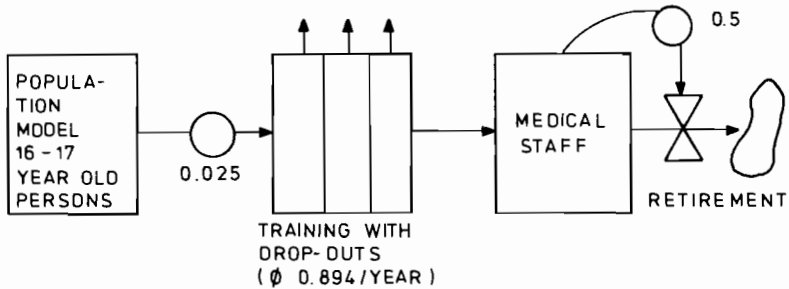 POPULA-
TION
MODEL
16-17
YEAR OLD
PERSONS
0.025
TRAINING WITH
DROP-DUTS
(Ø 0.894/YEAR)
MEDICAL
STAFF
0.5
RETIREMENT